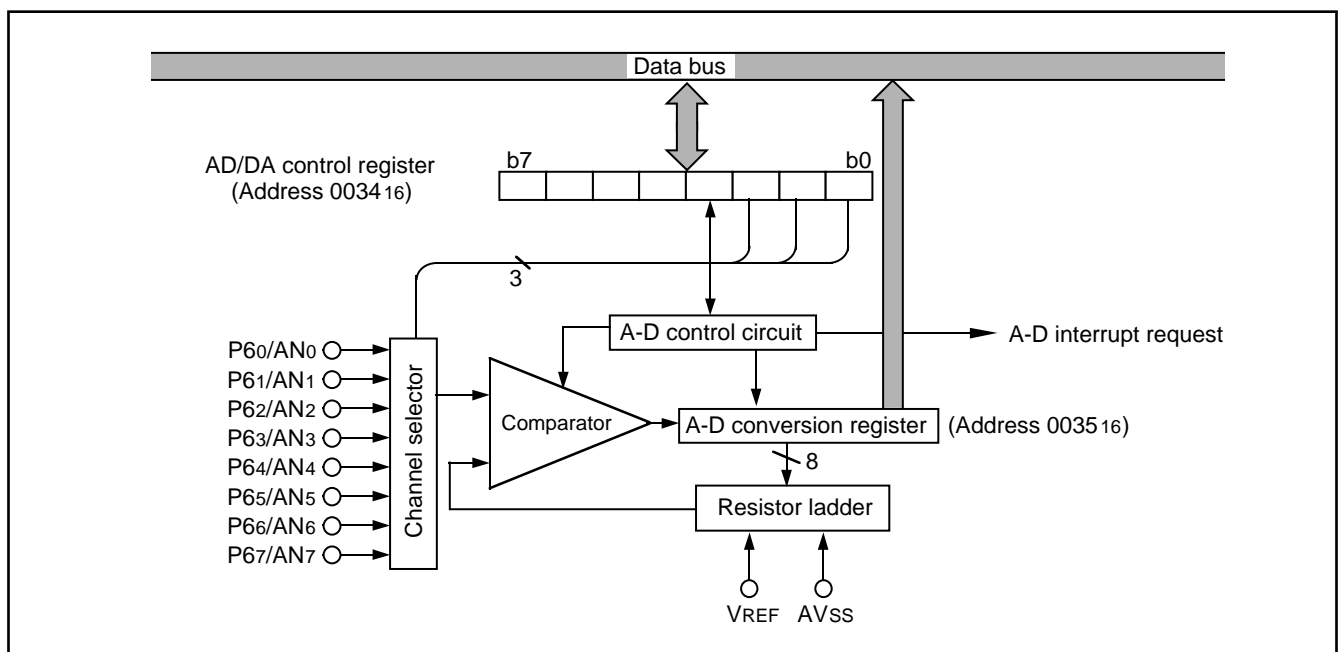 Data bus
b7 b0
AD/DA control register
(Address 003416)
3
A-D control circuit
A-D interrupt request
P60/AN0
P61/AN1
P62/AN2
P63/AN3
P64/AN4
P65/AN5
P66/AN6
P67/AN7
Channel selector
Comparator
A-D conversion register
(Address 003516)
8
Resistor ladder
VREF AVSS